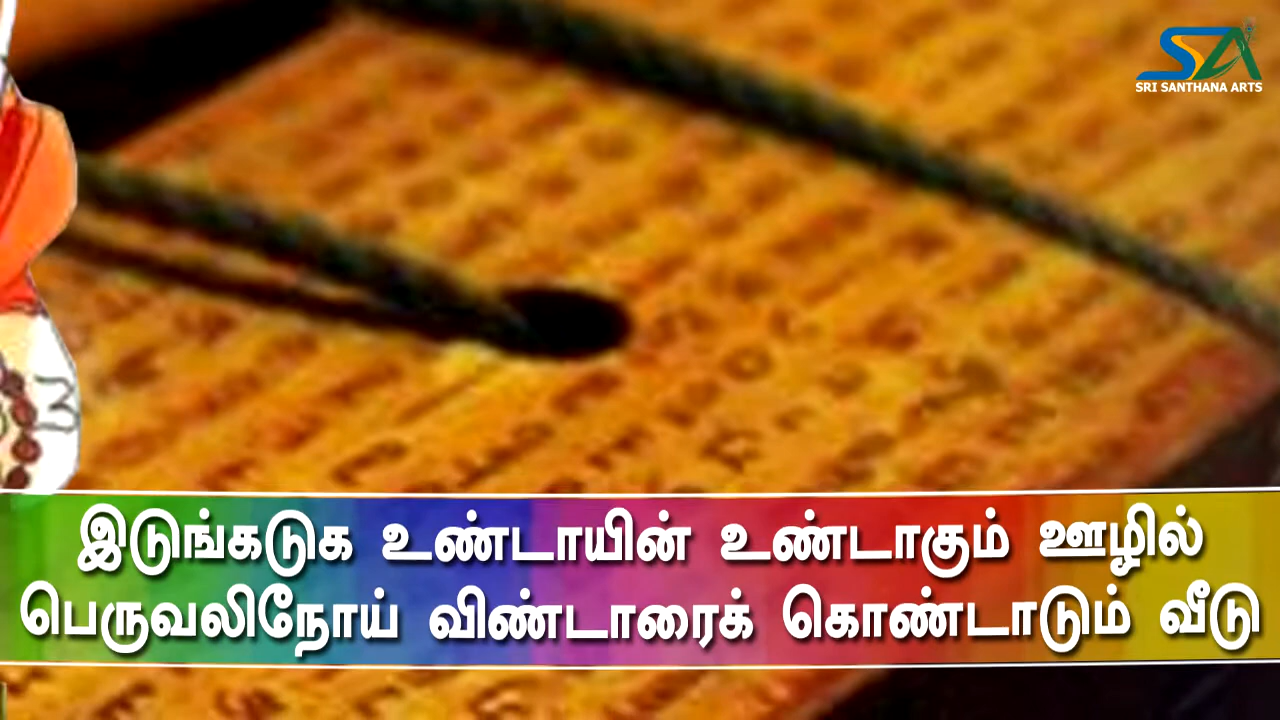 SRI SANTHANA ARTS
இடுங்கடுக உண்டாயின் உண்டாகும் ஊழில்
பெருவலிநோய் விண்டாரைக் கொண்டாடும் வீடு